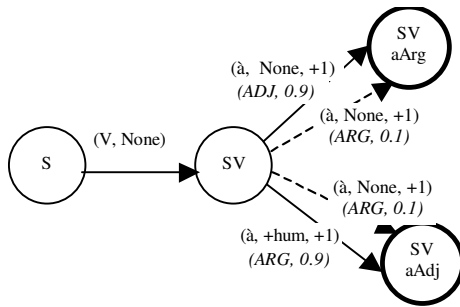 SV
aArg
(à, None, +1)
(ADJ, 0.9)
(à, None, +1)
(ARG, 0.1)
(V, None)
S
SV
(à, None, +1)
(ARG, 0.1)
(à, +hum, +1)
(ARG, 0.9)
SV
aAdj